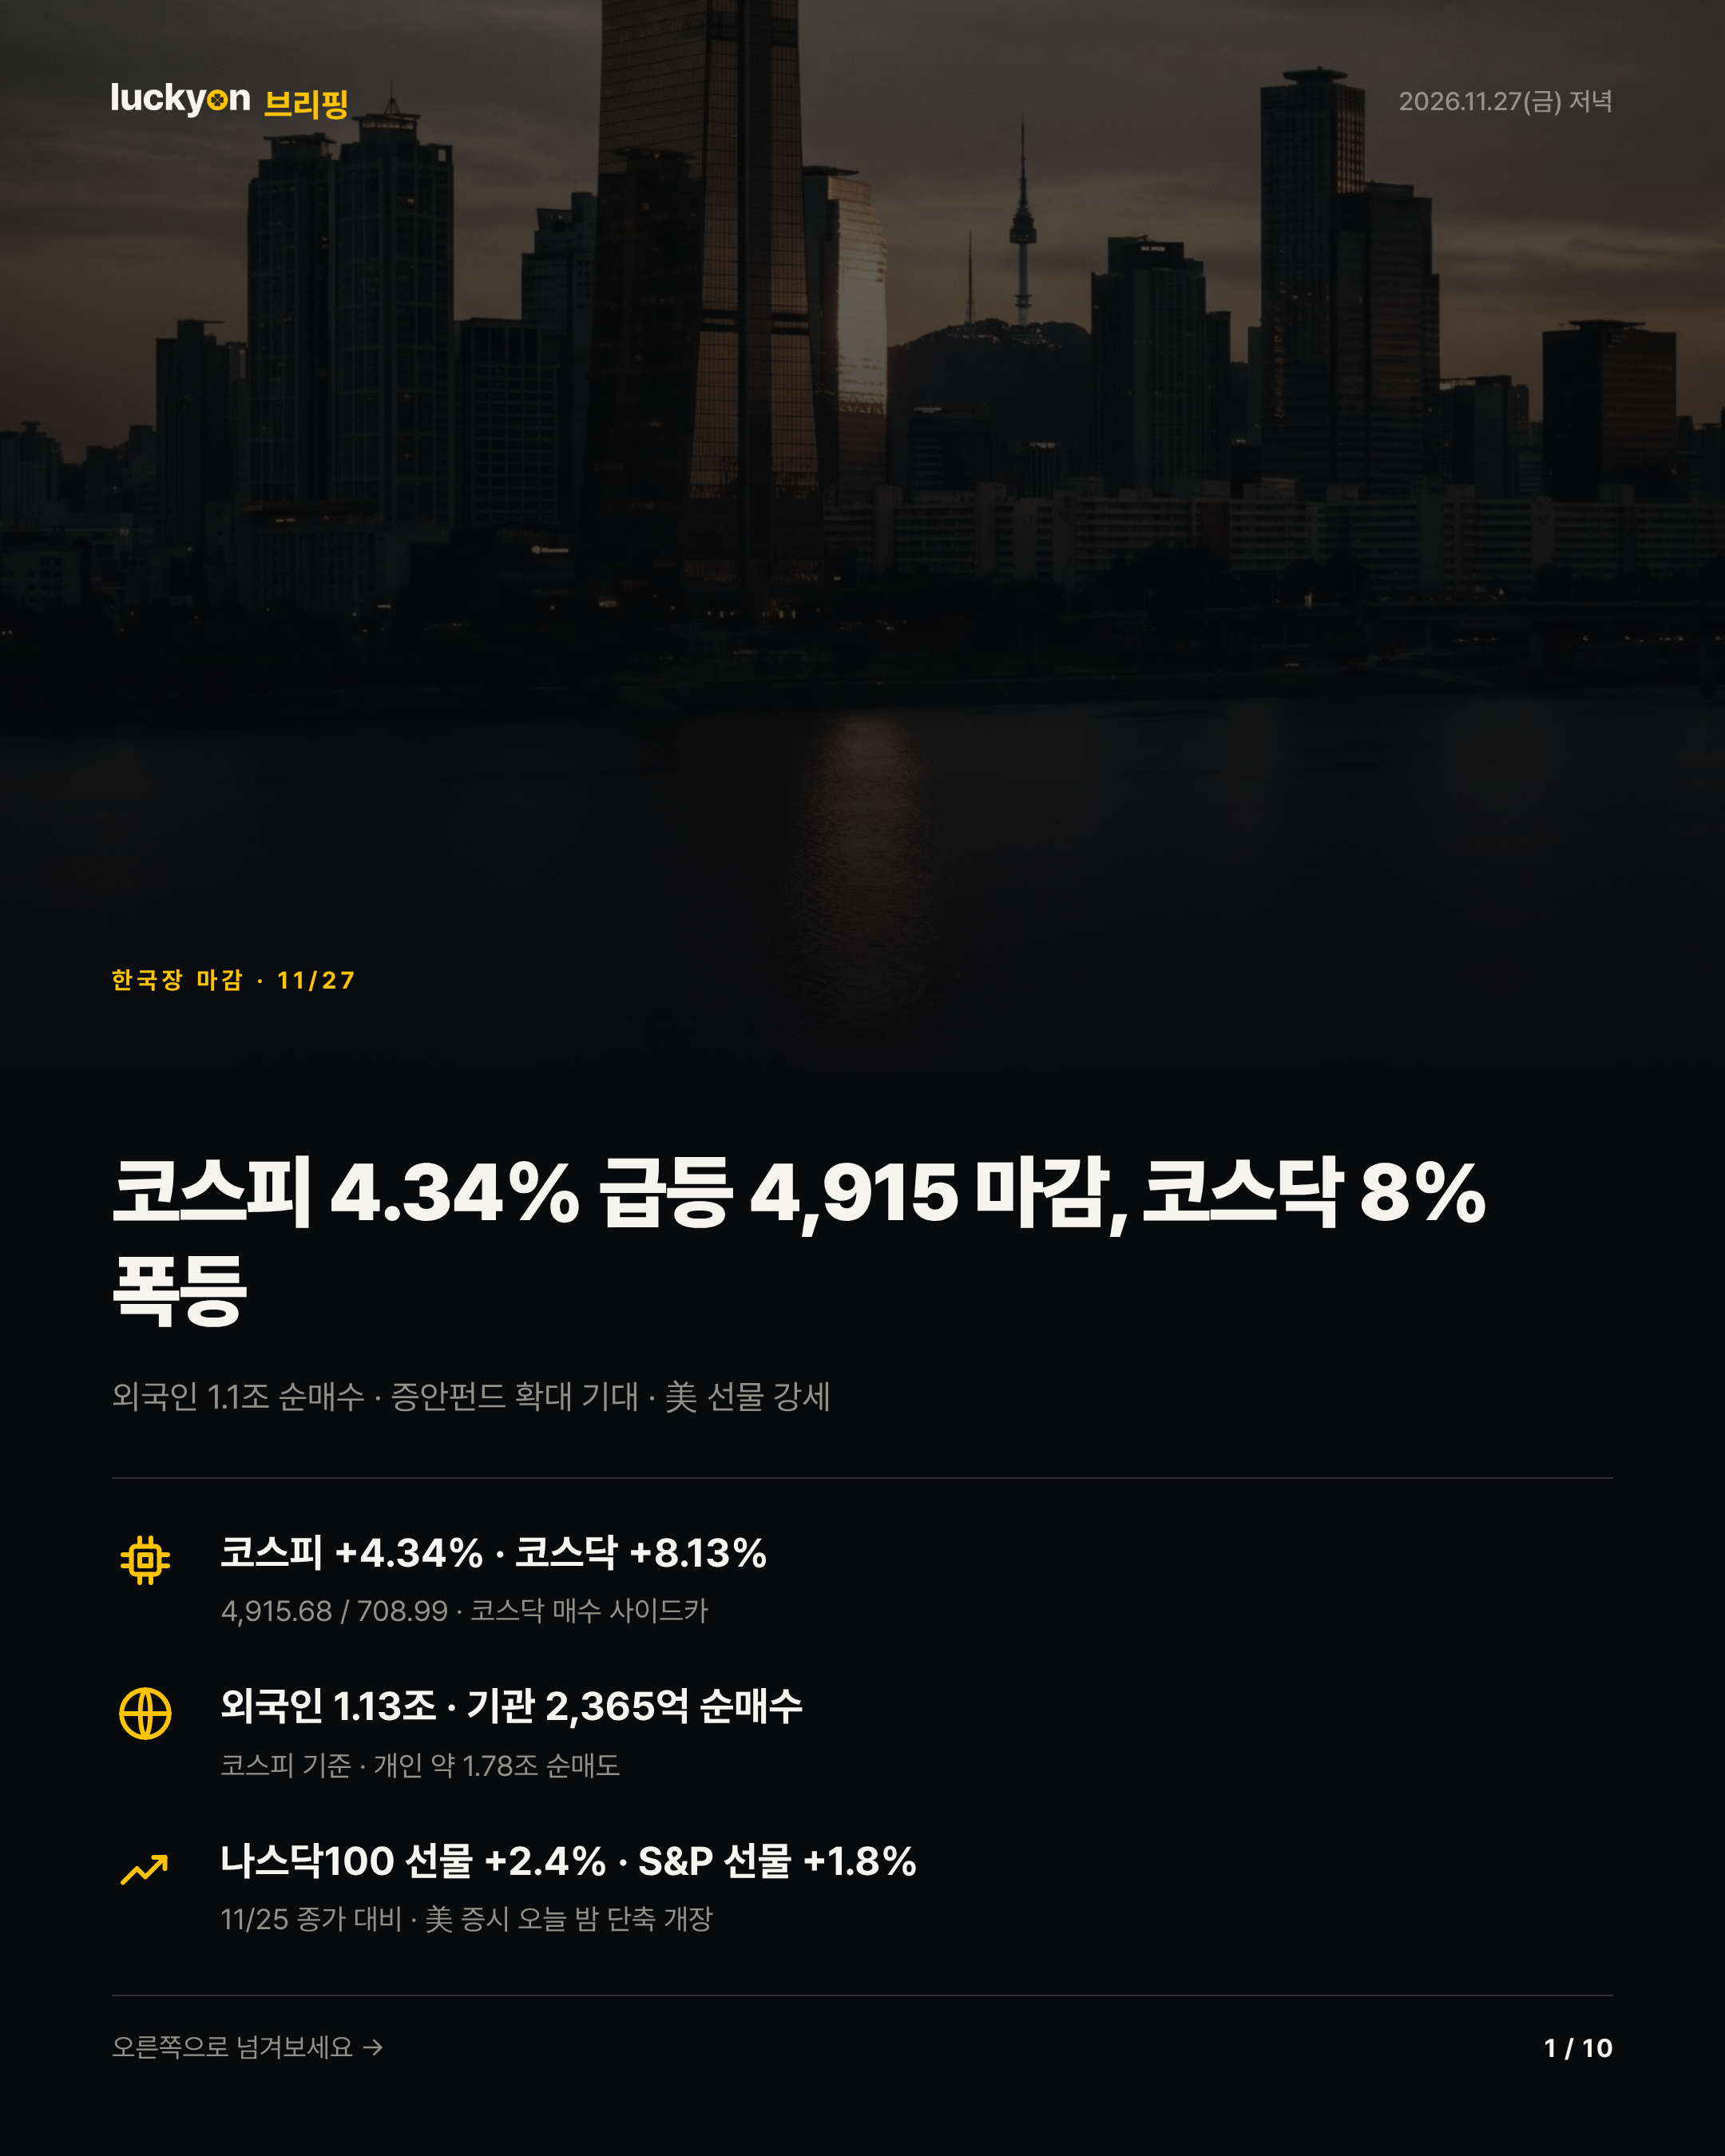 luckyon 브리핑
2026.11.27(금) 저녁
한국장 마감 · 11/27
코스피 4.34% 급등 4,915 마감, 코스닥 8%
폭등
외국인 1.1조 순매수 · 증안펀드 확대 기대 · 美 선물 강세
코스피 +4.34% · 코스닥 +8.13%
4,915.68 / 708.99 · 코스닥 매수 사이드카
외국인 1.13조 · 기관 2,365억 순매수
코스피 기준 · 개인 약 1.78조 순매도
나스닥100 선물 +2.4% · S&P 선물 +1.8%
11/25 종가 대비 · 美 증시 오늘 밤 단축 개장
오른쪽으로 넘겨보세요 →
1 / 10